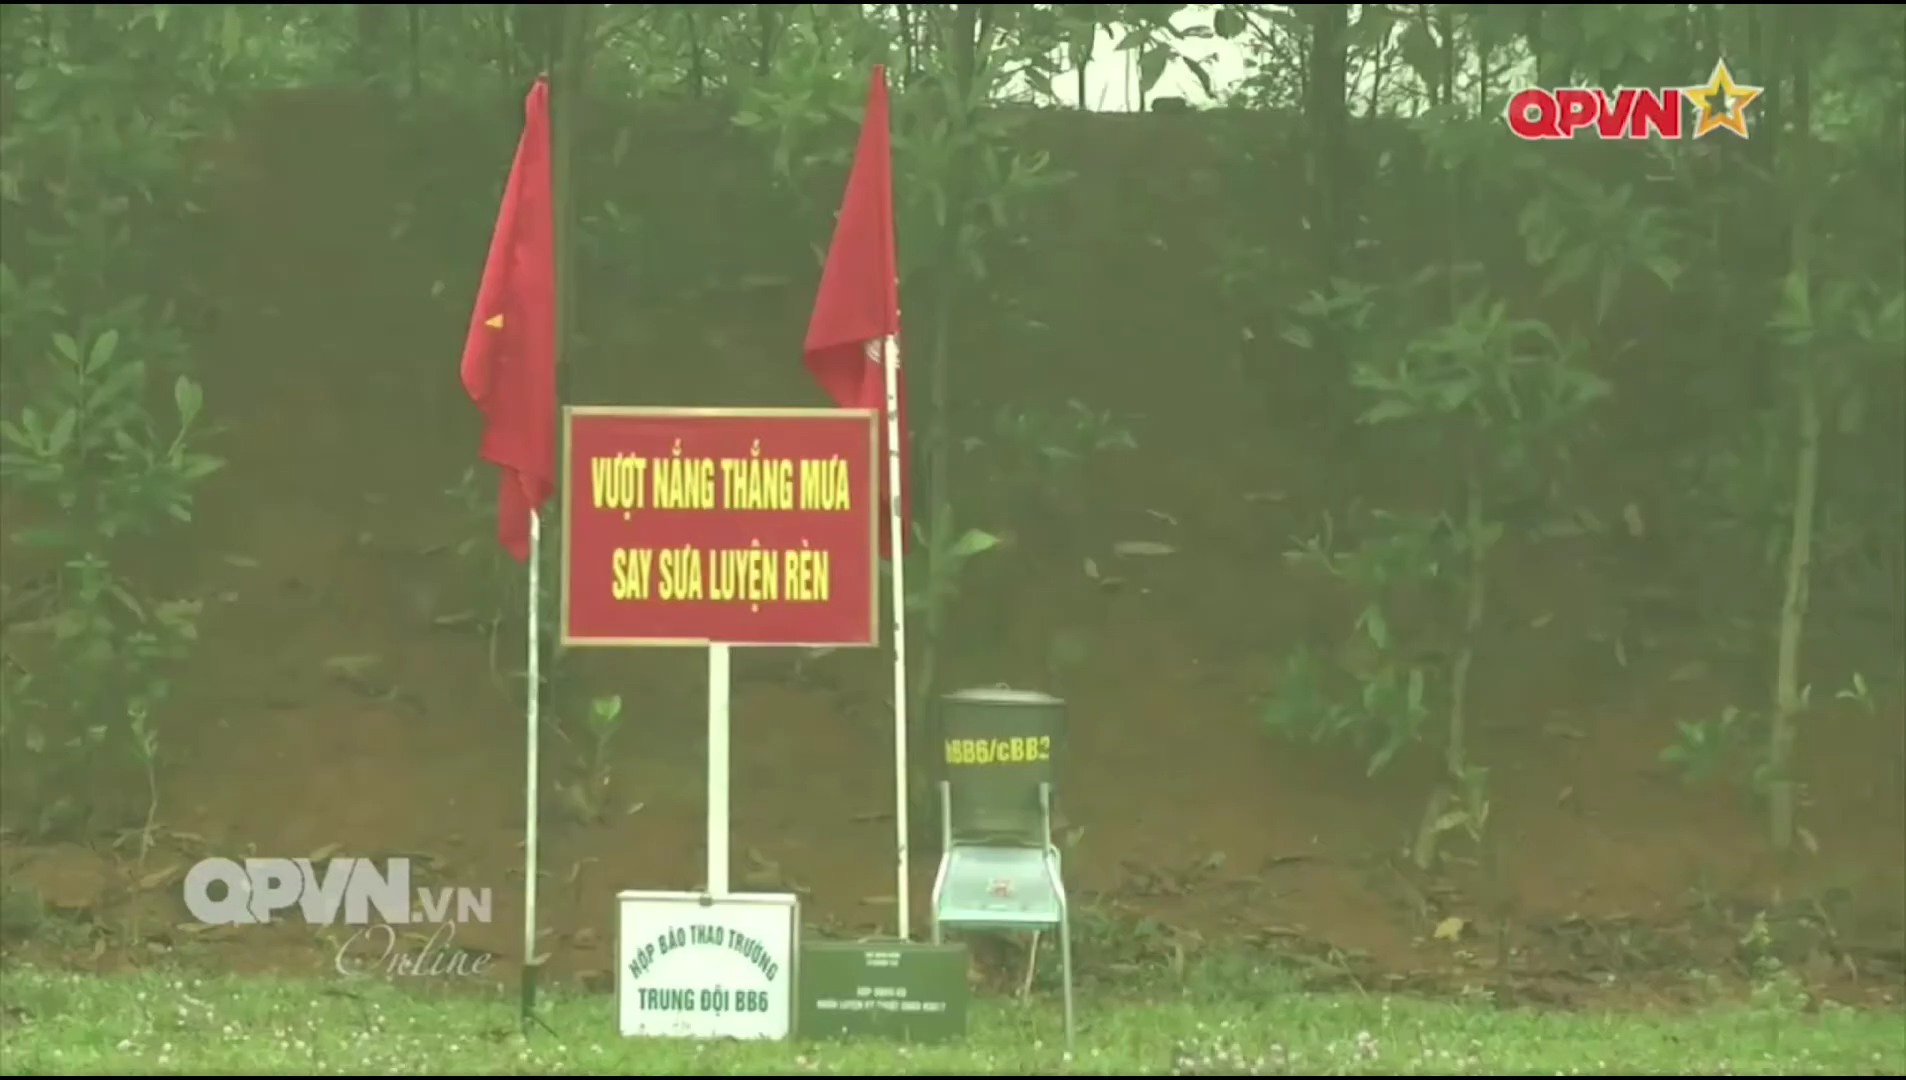 QPVN
VƯỢT NẮNG THẮNG MƯA
SAY SƯA LUYỆN RÈN
bBB6/cBB2
QPVN.VN
Online
HỘP BÁO THAO TRƯỜNG
TRUNG ĐỘI BB6